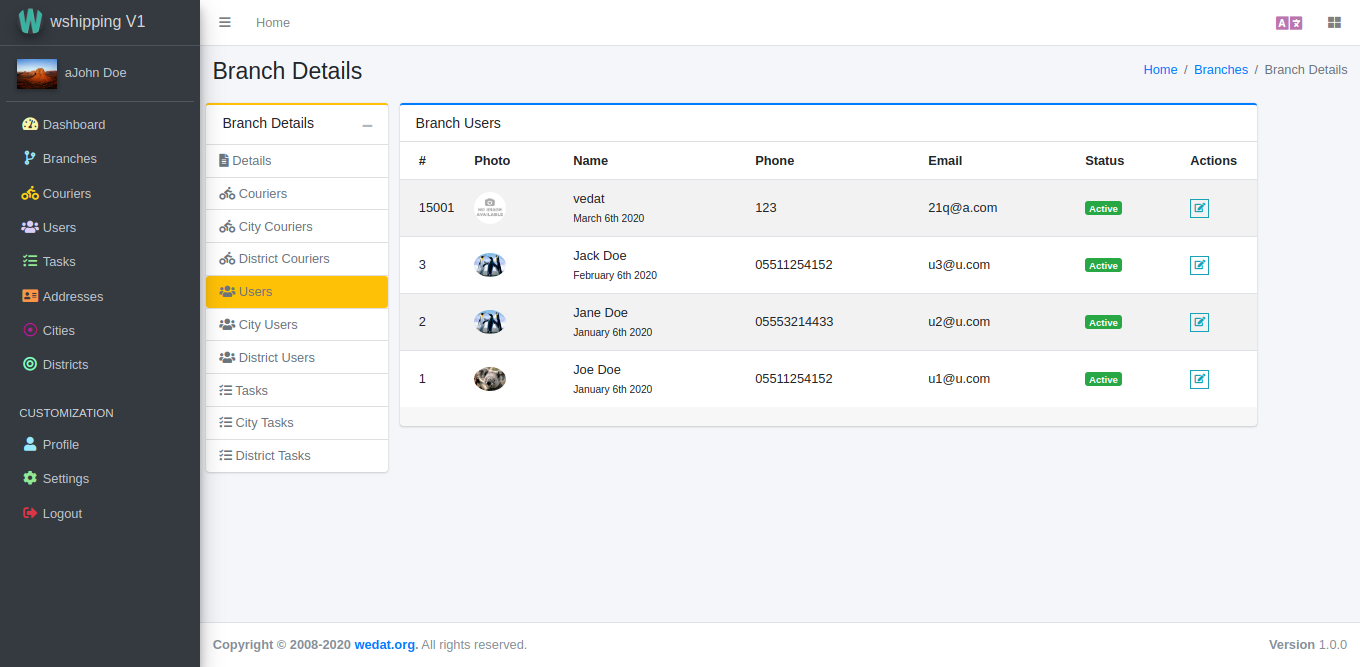 wshipping V1
Home
aJohn Doe
Dashboard
Branches
Couriers
Users
Tasks
Addresses
Cities
Districts
CUSTOMIZATION
Profile
Settings
Logout
Branch Details
Home / Branches / Branch Details
Branch Details
Details
Couriers
City Couriers
District Couriers
Users
City Users
District Users
Tasks
City Tasks
District Tasks
Branch Users
# Photo Name Phone Email Status Actions
15001 vedat 123 21q@a.com Active
March 6th 2020
3 Jack Doe 05511254152 u3@u.com Active
February 6th 2020
2 Jane Doe 05553214433 u2@u.com Active
January 6th 2020
1 Joe Doe 05511254152 u1@u.com Active
January 6th 2020
Copyright © 2008-2020 wedat.org. All rights reserved.
Version 1.0.0